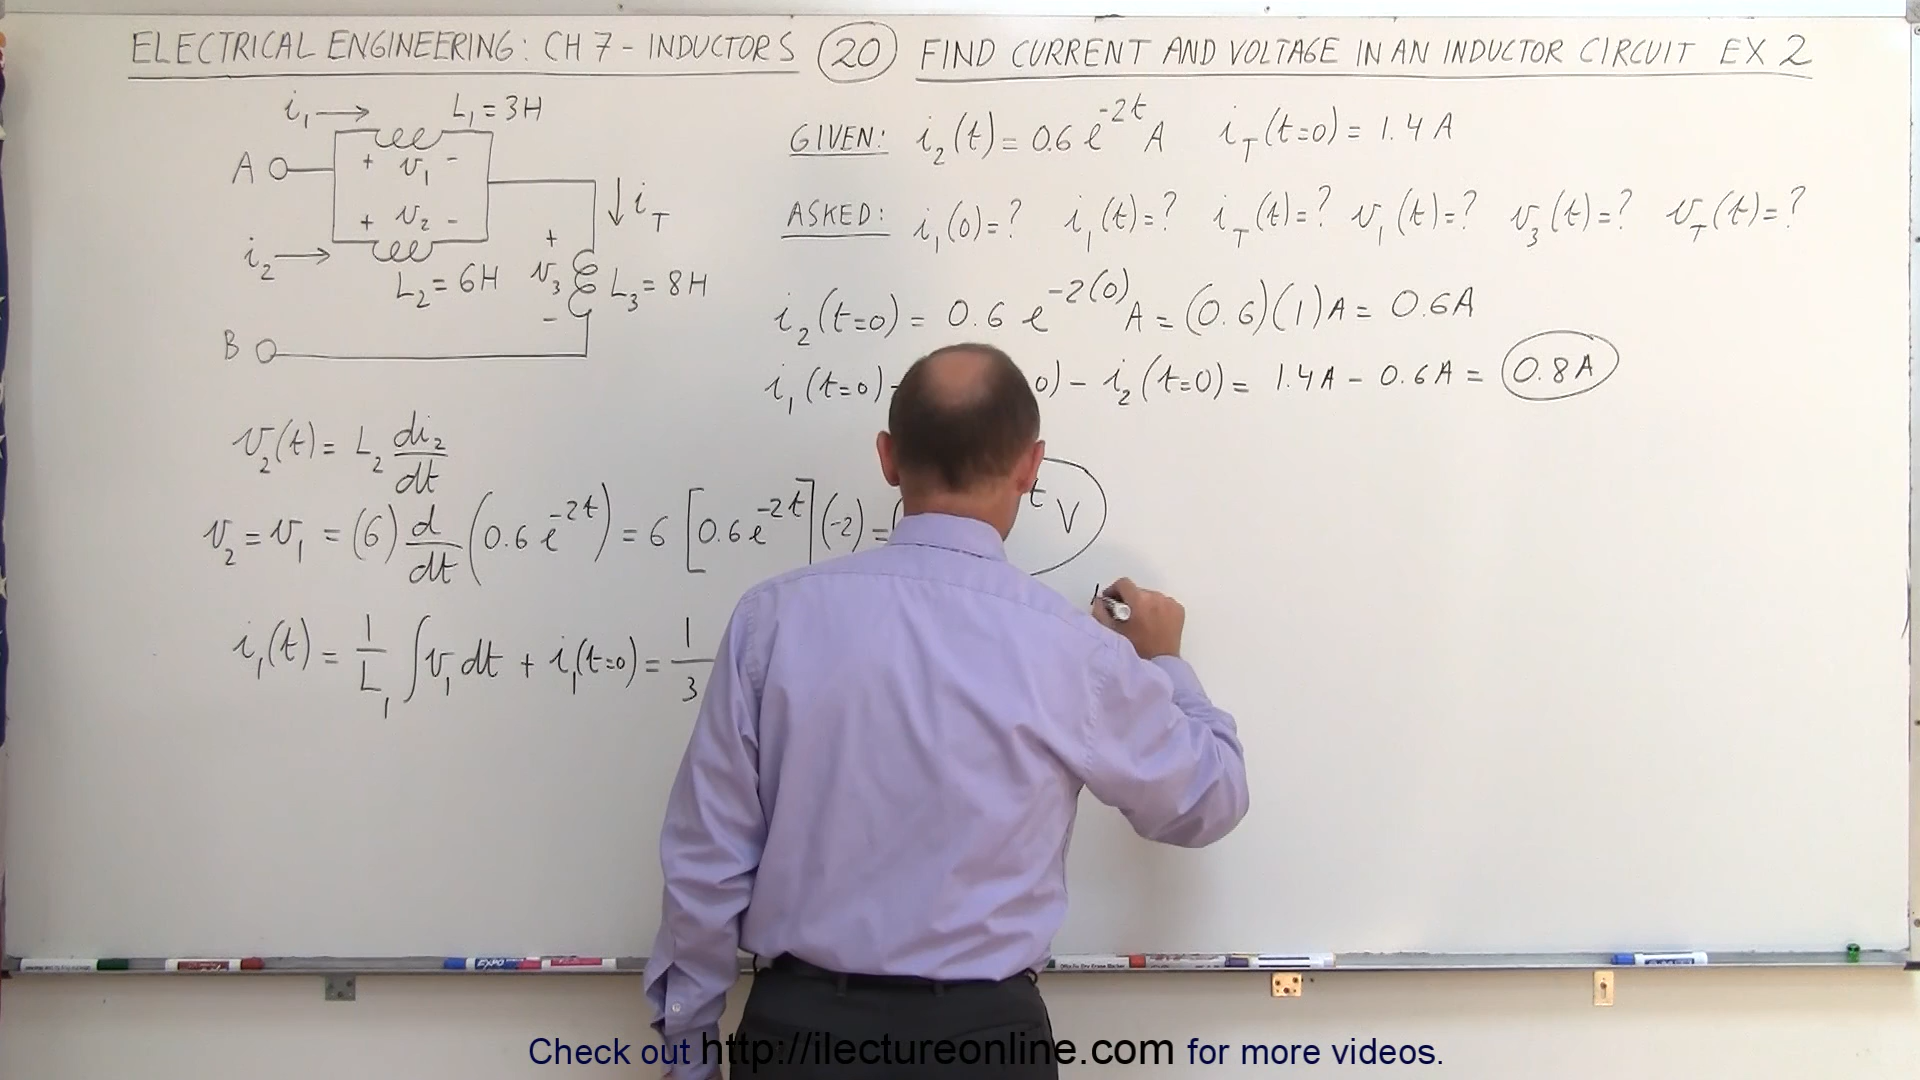 ELECTRICAL ENGINEERING: CH 7 - INDUCTORS (20) FIND CURRENT AND VOLTAGE IN AN INDUCTOR CIRCUIT EX 2
i₁ → L₁ = 3H
A
+ v₁ -
+ v₂ -
i₂ →
L₂ = 6H
↓ i_T
+ v₃ -
L₃ = 8H
B
GIVEN: i₂(t) = 0.6 e^{-2t} A i_T(t=0) = 1.4 A
ASKED: i₁(0) = ? i₁(t) = ? i_T(t) = ? v₁(t) = ? v₃(t) = ? v_T(t) = ?
i₂(t=0) = 0.6 e^{-2(0)} A = (0.6)(1)A = 0.6A
i₁(t=0) 0) - i₂(t=0) = 1.4A - 0.6A = 0.8A
v₂(t) = L₂ di₂/dt
v₂ = v₁ = (6) d/dt (0.6 e^{-2t}) = 6 [0.6 e^{-2t}](-2) = t V
i₁(t) = 1/L₁ ∫ v₁ dt + i₁(t=0) = 1/3
EXPO
Check out http://ilectureonline.com for more videos.